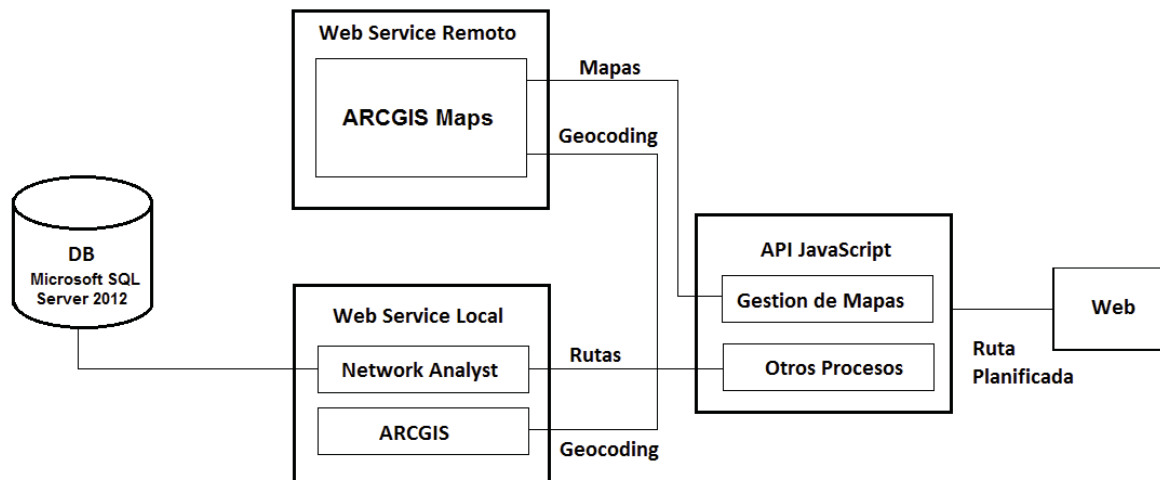 Web Service Remoto
ARCGIS Maps
Mapas
Geocoding
DB
Microsoft SQL
Server 2012
Web Service Local
Network Analyst
ARCGIS
Rutas
Geocoding
API JavaScript
Gestion de Mapas
Otros Procesos
Ruta
Planificada
Web